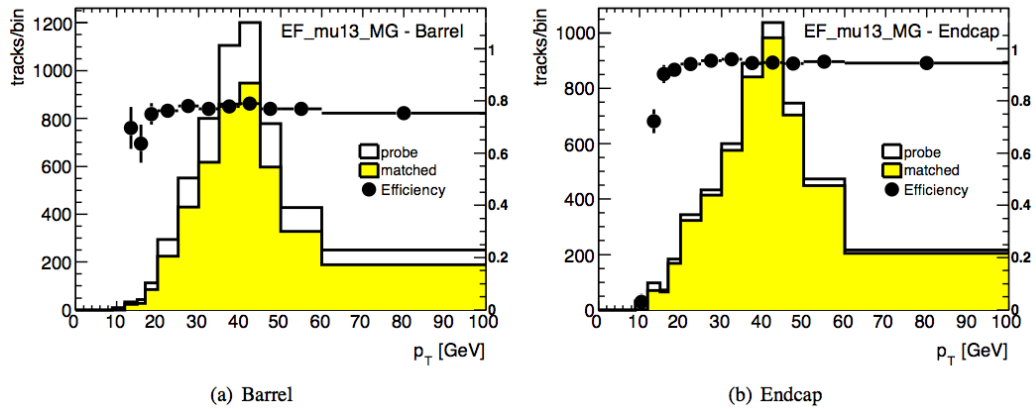 tracks/bin
EF_mu13_MG - Barrel
1200
1000
800
600
400
200
0
1
0.8
0.6
0.4
0.2
0
probe
matched
Efficiency
0 10 20 30 40 50 60 70 80 90 100
p_T [GeV]
(a) Barrel
tracks/bin
EF_mu13_MG - Endcap
1000
800
600
400
200
0
1
0.8
0.6
0.4
0.2
0
probe
matched
Efficiency
0 10 20 30 40 50 60 70 80 90 100
p_T [GeV]
(b) Endcap